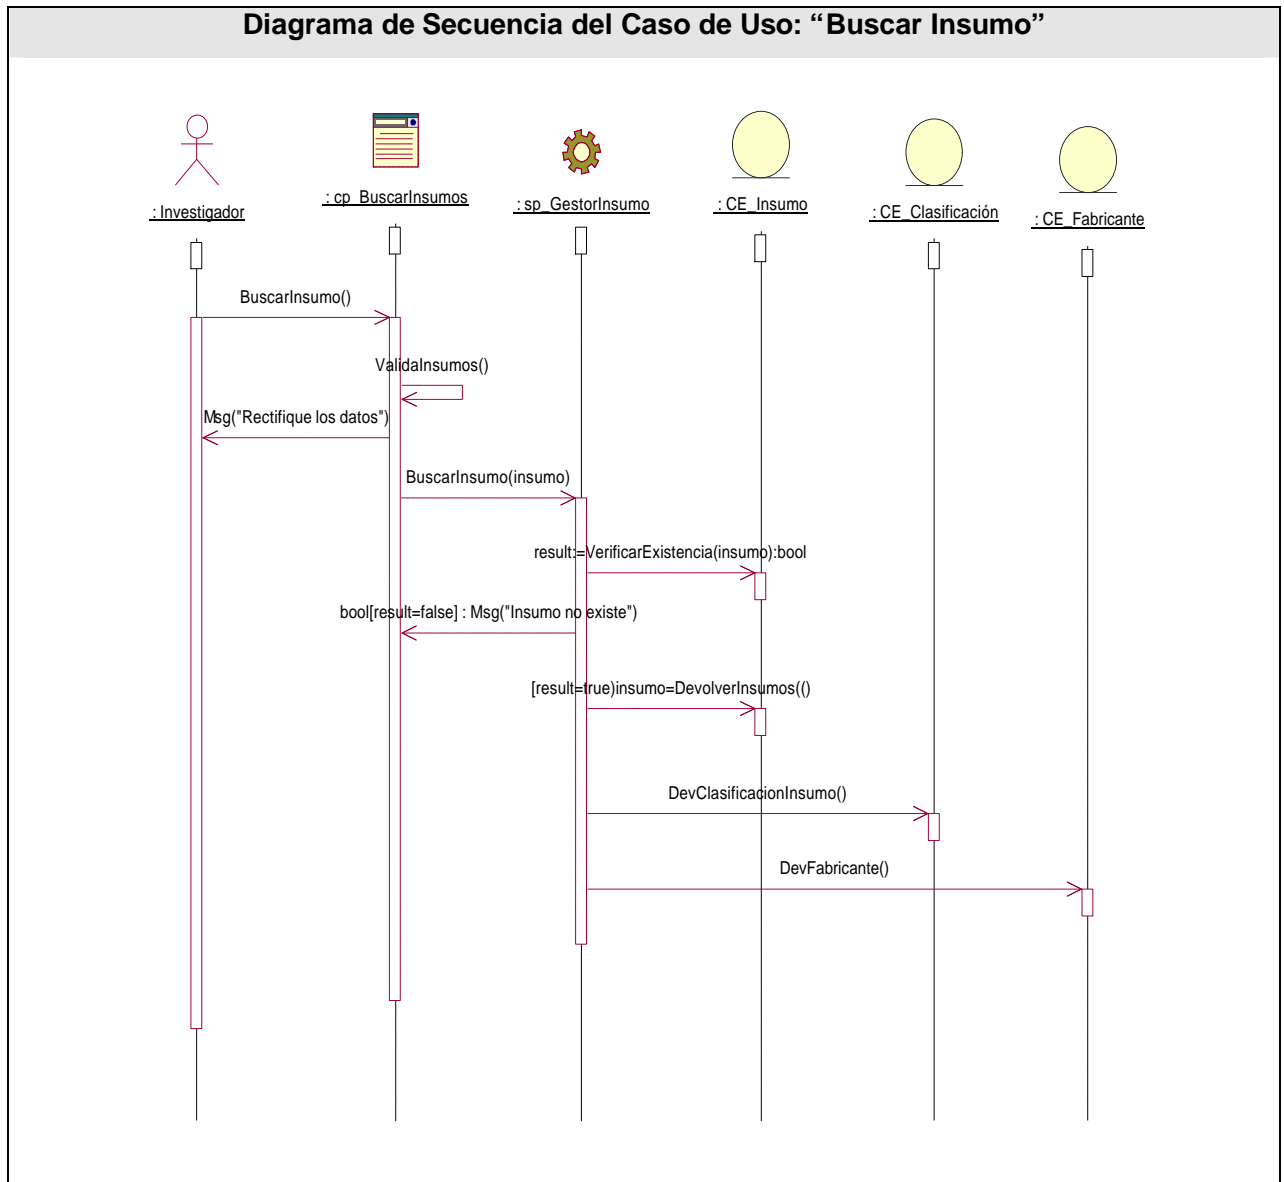 Diagrama de Secuencia del Caso de Uso: “Buscar Insumo”
: Investigador
: cp_BuscarInsumos
: sp_GestorInsumo
: CE_Insumo
: CE_Clasificación
: CE_Fabricante
BuscarInsumo()
ValidaInsumos()
Msg("Rectifique los datos")
BuscarInsumo(insumo)
result:=VerificarExistencia(insumo):bool
bool[result=false] : Msg("Insumo no existe")
[result=true)insumo=DevolverInsumos(()
DevClasificacionInsumo()
DevFabricante()